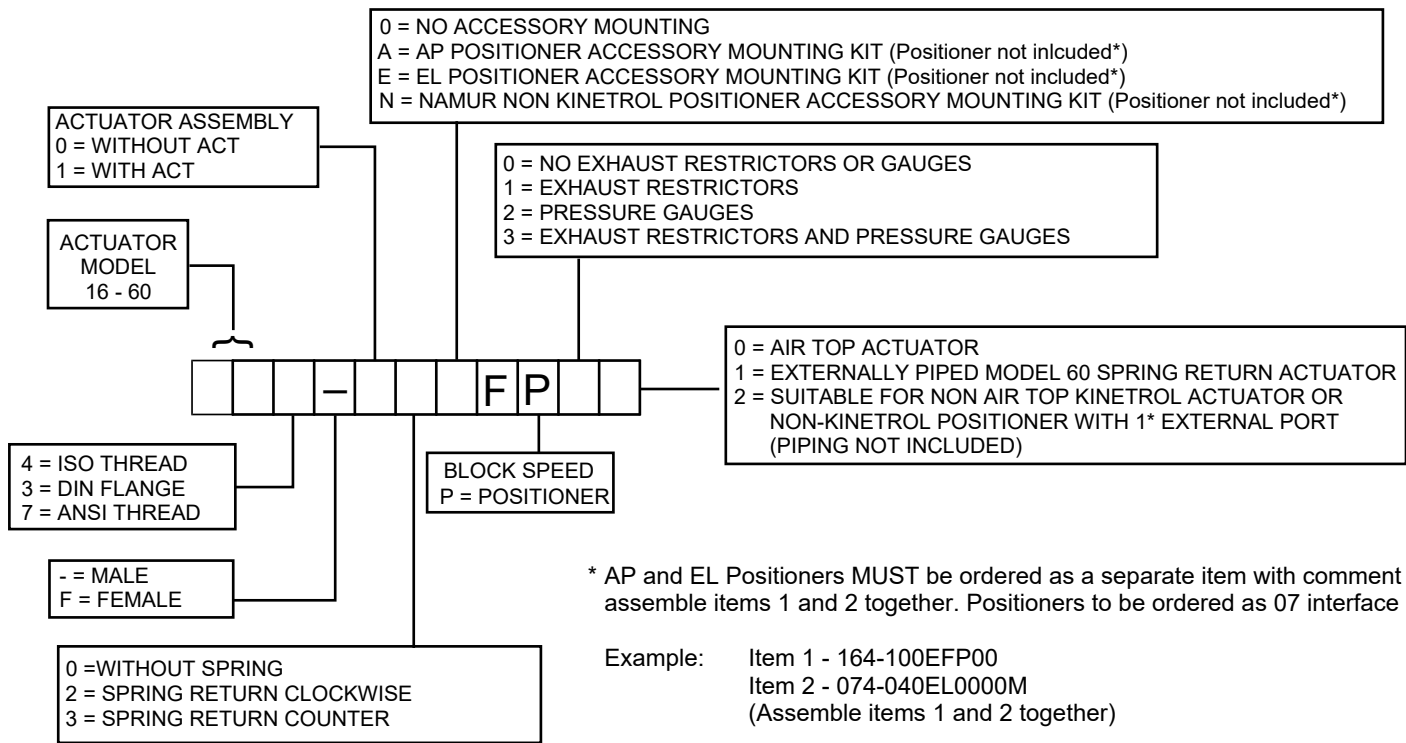 0 = NO ACCESSORY MOUNTING
A = AP POSITIONER ACCESSORY MOUNTING KIT (Positioner not inlcuded*)
E = EL POSITIONER ACCESSORY MOUNTING KIT (Positioner not included*)
N = NAMUR NON KINETROL POSITIONER ACCESSORY MOUNTING KIT (Positioner not included*)
ACTUATOR ASSEMBLY
0 = WITHOUT ACT
1 = WITH ACT
0 = NO EXHAUST RESTRICTORS OR GAUGES
1 = EXHAUST RESTRICTORS
2 = PRESSURE GAUGES
3 = EXHAUST RESTRICTORS AND PRESSURE GAUGES
ACTUATOR
MODEL
16 - 60
– F P
0 = AIR TOP ACTUATOR
1 = EXTERNALLY PIPED MODEL 60 SPRING RETURN ACTUATOR
2 = SUITABLE FOR NON AIR TOP KINETROL ACTUATOR OR
NON-KINETROL POSITIONER WITH 1* EXTERNAL PORT
(PIPING NOT INCLUDED)
4 = ISO THREAD
3 = DIN FLANGE
7 = ANSI THREAD
BLOCK SPEED
P = POSITIONER
- = MALE
F = FEMALE
0 =WITHOUT SPRING
2 = SPRING RETURN CLOCKWISE
3 = SPRING RETURN COUNTER
* AP and EL Positioners MUST be ordered as a separate item with comment
assemble items 1 and 2 together. Positioners to be ordered as 07 interface
Example: Item 1 - 164-100EFP00
Item 2 - 074-040EL0000M
(Assemble items 1 and 2 together)